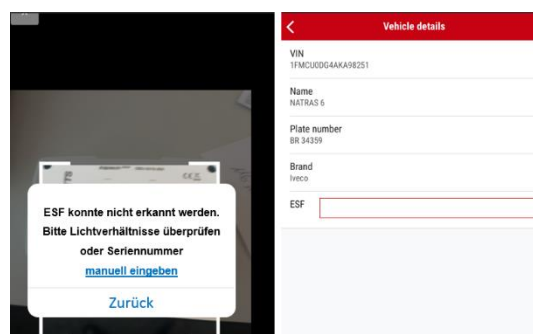 ESF konnte nicht erkannt werden.
Bitte Lichtverhältnisse überprüfen
oder Seriennummer
manuell eingeben
Zurück
Vehicle details
VIN
1FMCU0DG4AKA98251
Name
NATRAS 6
Plate number
BR 34359
Brand
Iveco
ESF